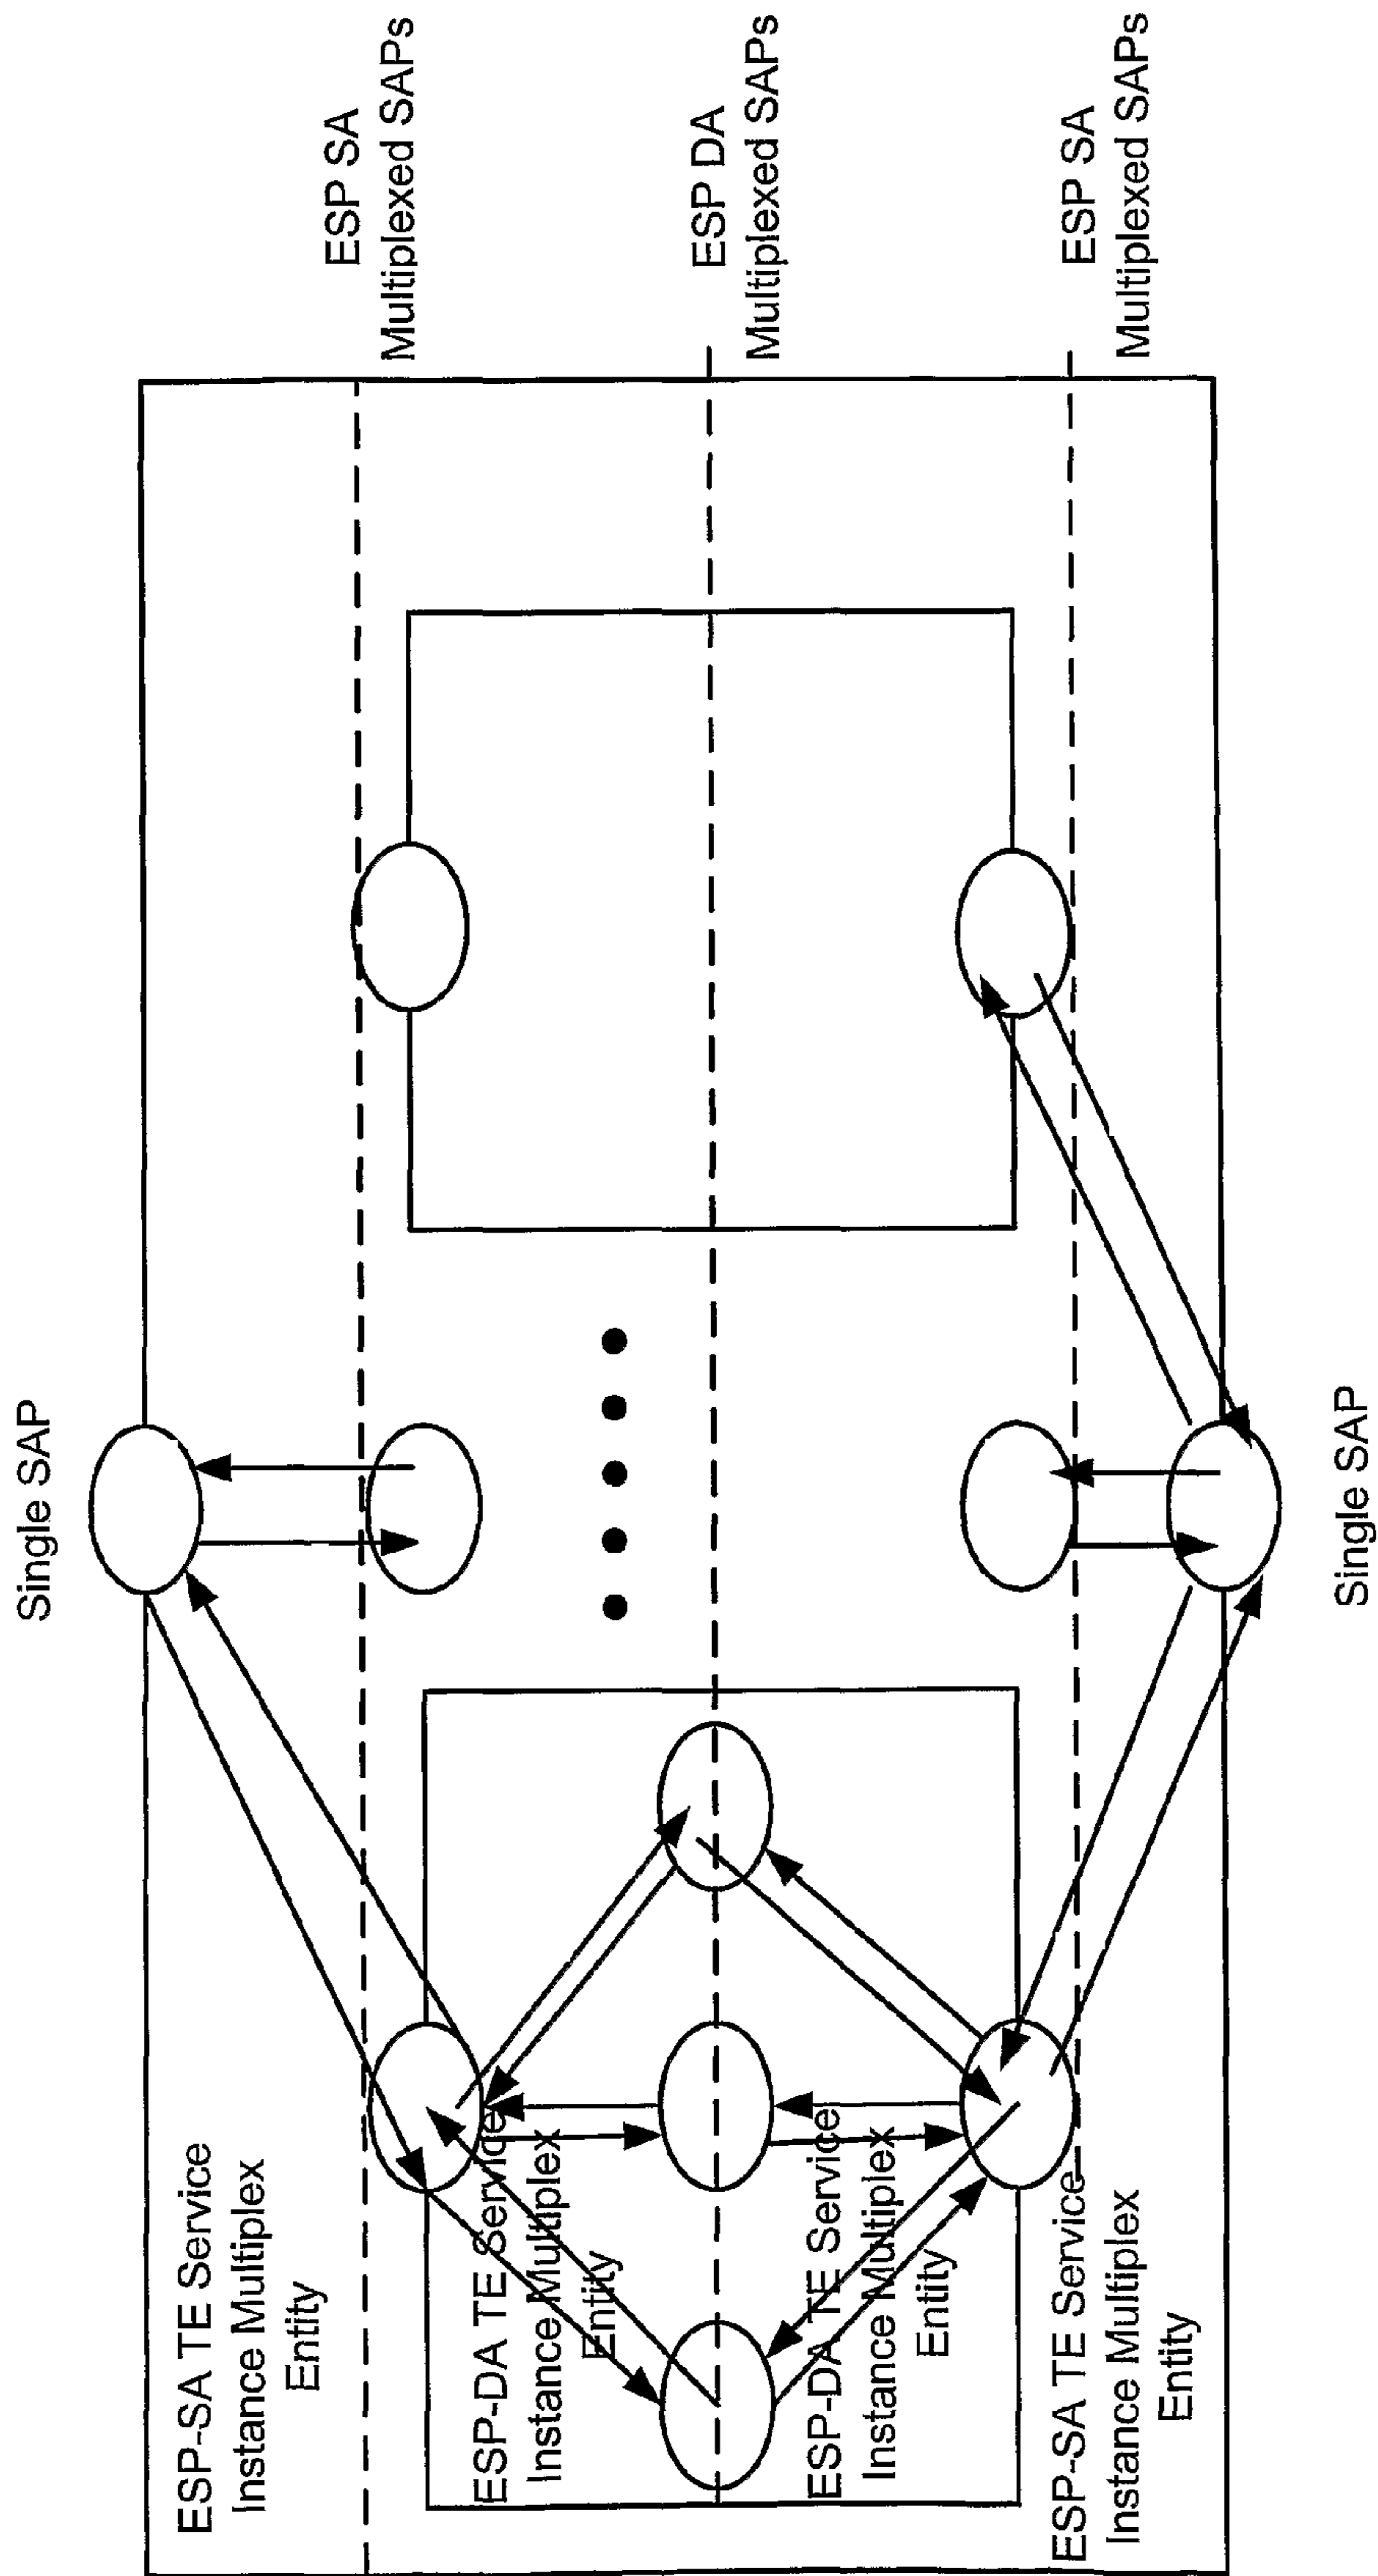 Single SAP
ESP-SA TE Service
Instance Multiplex
Entity
ESP SA
Multiplexed SAPs
ESP-DA TE Service
Instance Multiplex
Entity
ESP DA
Multiplexed SAPs
ESP-DA TE Service
Instance Multiplex
Entity
ESP-SA TE Service
Instance Multiplex
Entity
ESP SA
Multiplexed SAPs
Single SAP